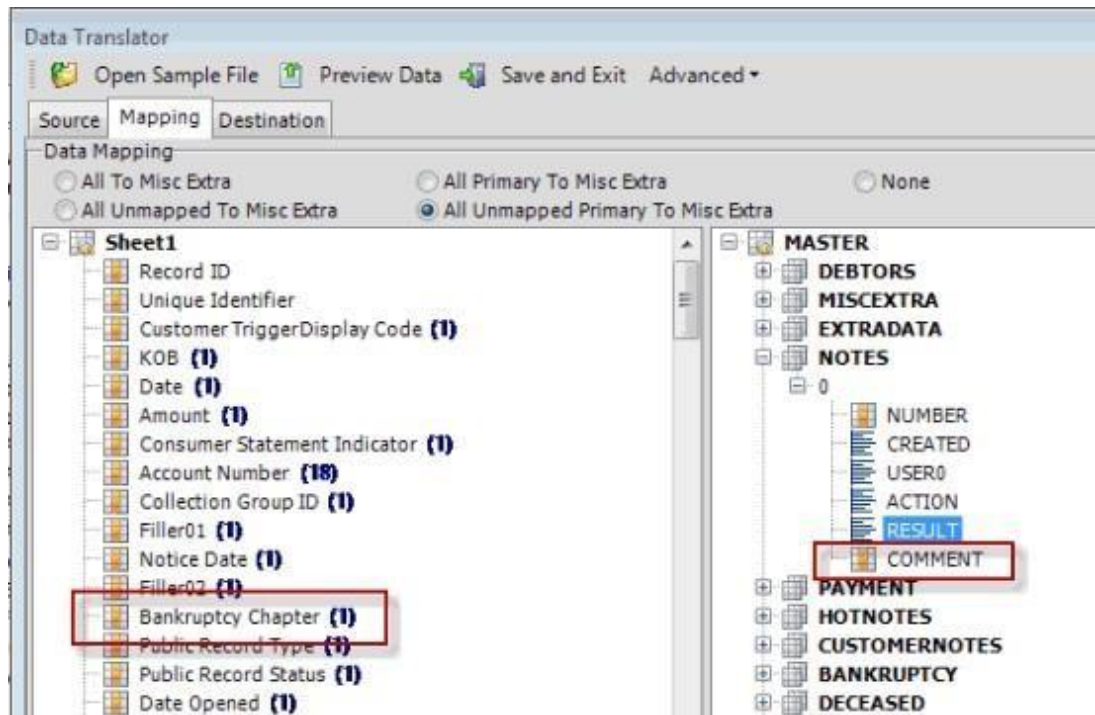 Data Translator
Open Sample File Preview Data Save and Exit Advanced
Source Mapping Destination
Data Mapping
All To Misc Extra All Primary To Misc Extra None
All Unmapped To Misc Extra All Unmapped Primary To Misc Extra
Sheet1
Record ID
Unique Identifier
Customer TriggerDisplay Code (1)
KOB (1)
Date (1)
Amount (1)
Consumer Statement Indicator (1)
Account Number (18)
Collection Group ID (1)
Filler01 (1)
Notice Date (1)
Filler02 (1)
Bankruptcy Chapter (1)
Public Record Type (1)
Public Record Status (1)
Date Opened (1)
MASTER
DEBTORS
MISCEXTRA
EXTRADATA
NOTES
0
NUMBER
CREATED
USER0
ACTION
RESULT
COMMENT
PAYMENT
HOTNOTES
CUSTOMERNOTES
BANKRUPTCY
DECEASED